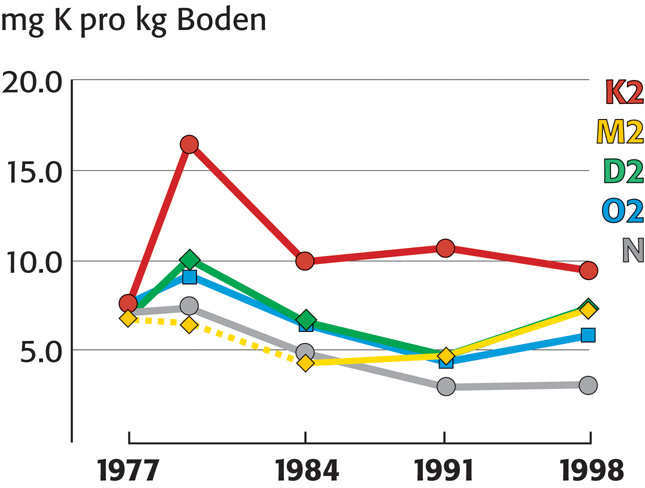 mg K pro kg Boden
20.0
K2
M2
15.0
D2
O2
N
10.0
5.0
1977 1984 1991 1998